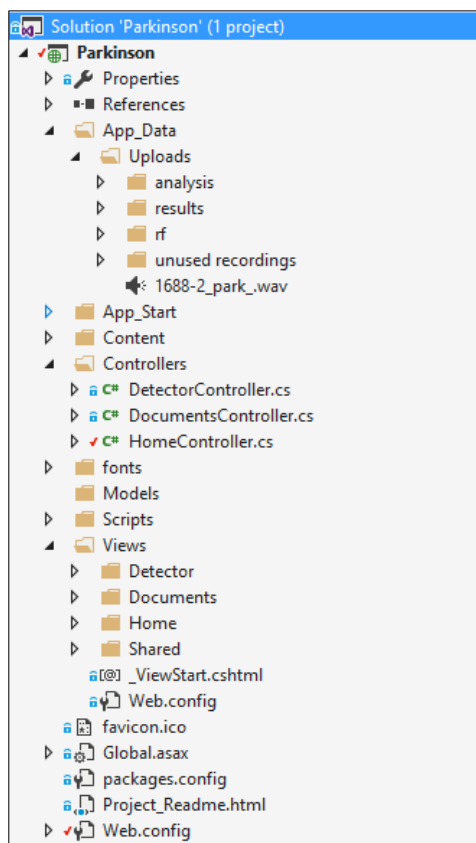 Solution 'Parkinson' (1 project)
Parkinson
Properties
References
App_Data
Uploads
analysis
results
rf
unused recordings
1688-2_park_.wav
App_Start
Content
Controllers
C# DetectorController.cs
C# DocumentsController.cs
C# HomeController.cs
fonts
Models
Scripts
Views
Detector
Documents
Home
Shared
[@] _ViewStart.cshtml
Web.config
favicon.ico
Global.asax
packages.config
Project_Readme.html
Web.config